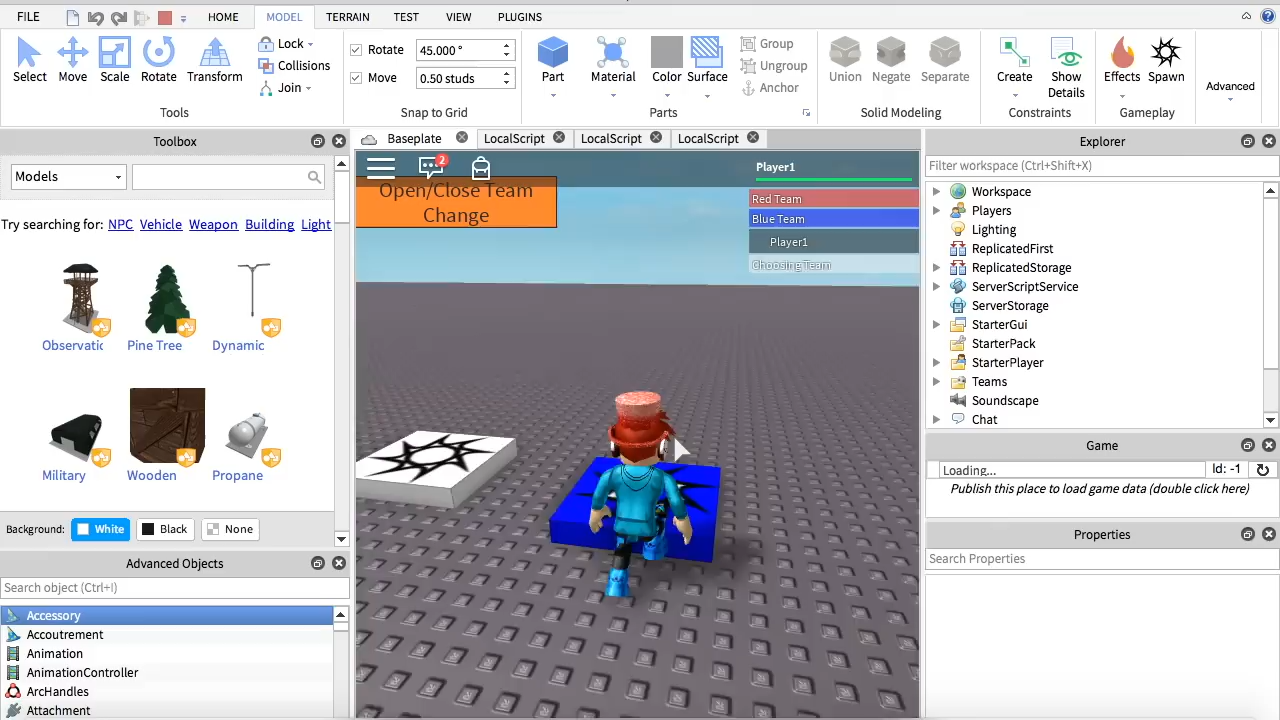 FILE HOME MODEL TERRAIN TEST VIEW PLUGINS
Select Move Scale Rotate Transform
Lock
Collisions
Join
Tools
Rotate 45.000 °
Move 0.50 studs
Snap to Grid
Part Material Color Surface
Group
Ungroup
Anchor
Parts
Union Negate Separate
Solid Modeling
Create Show Details
Constraints
Effects Spawn
Gameplay
Advanced
Toolbox
Models
Try searching for: NPC Vehicle Weapon Building Light
Observatic Pine Tree Dynamic
Military Wooden Propane
Background: White Black None
Advanced Objects
Search object (Ctrl+I)
Accessory
Accoutrement
Animation
AnimationController
ArcHandles
Attachment
Baseplate LocalScript LocalScript LocalScript
2
Open/Close Team
Change
Player1
Red Team
Blue Team
Player1
Choosing Team
Explorer
Filter workspace (Ctrl+Shift+X)
Workspace
Players
Lighting
ReplicatedFirst
ReplicatedStorage
ServerScriptService
ServerStorage
StarterGui
StarterPack
StarterPlayer
Teams
Soundscape
Chat
Game
Loading... Id: -1
Publish this place to load game data (double click here)
Properties
Search Properties